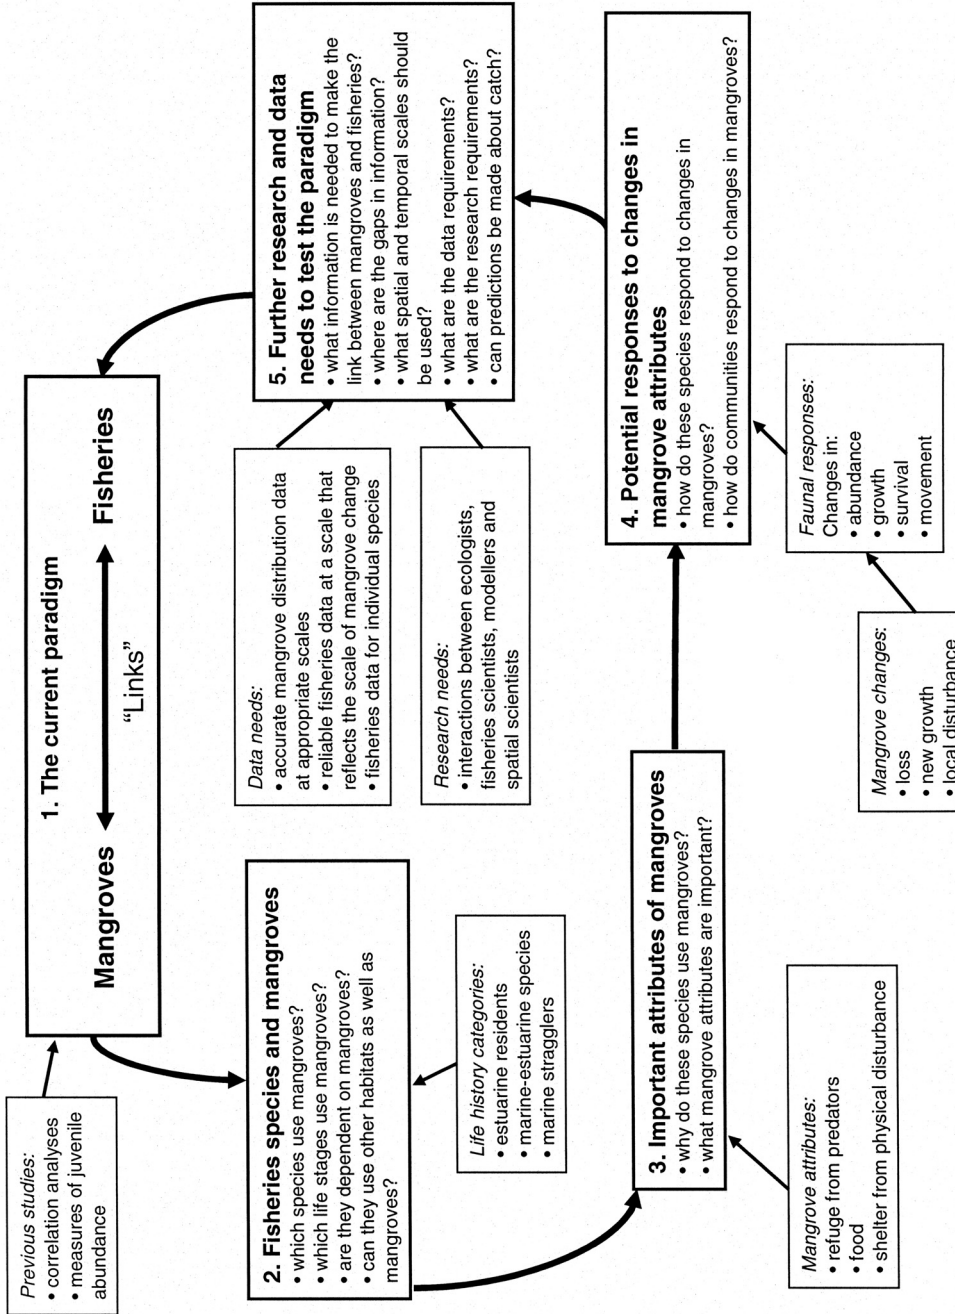 Previous studies:
• correlation analyses
• measures of juvenile
abundance
1. The current paradigm
Mangroves
Fisheries
“Links”
2. Fisheries species and mangroves
• which species use mangroves?
• which life stages use mangroves?
• are they dependent on mangroves?
• can they use other habitats as well as
mangroves?
Life history categories:
• estuarine residents
• marine-estuarine species
• marine stragglers
Data needs:
• accurate mangrove distribution data
at appropriate scales
• reliable fisheries data at a scale that
reflects the scale of mangrove change
• fisheries data for individual species
Research needs:
• interactions between ecologists,
fisheries scientists, modellers and
spatial scientists
5. Further research and data
needs to test the paradigm
• what information is needed to make the
link between mangroves and fisheries?
• where are the gaps in information?
• what spatial and temporal scales should
be used?
• what are the data requirements?
• what are the research requirements?
• can predictions be made about catch?
3. Important attributes of mangroves
• why do these species use mangroves?
• what mangrove attributes are important?
Mangrove attributes:
• refuge from predators
• food
• shelter from physical disturbance
4. Potential responses to changes in
mangrove attributes
• how do these species respond to changes in
mangroves?
• how do communities respond to changes in mangroves?
Mangrove changes:
• loss
• new growth
• local disturbance
Faunal responses:
Changes in:
• abundance
• growth
• survival
• movement